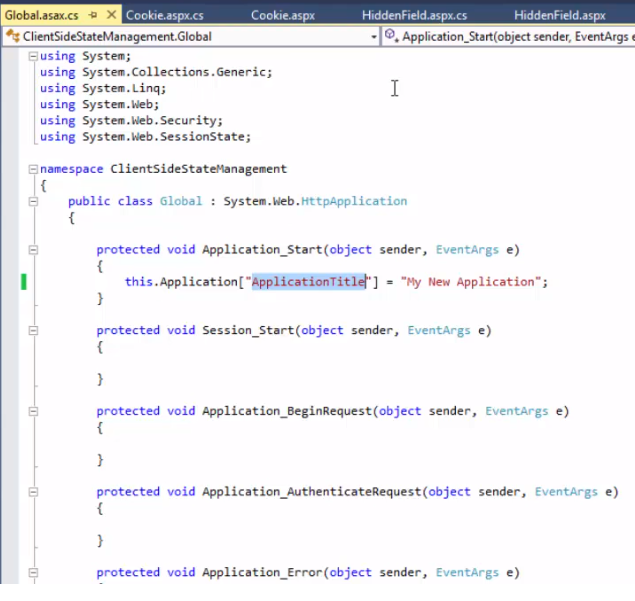 Global.asax.cs Cookie.aspx.cs Cookie.aspx HiddenField.aspx.cs HiddenField.aspx
ClientSideStateManagement.Global Application_Start(object sender, EventArgs e
using System;
using System.Collections.Generic;
using System.Linq;
using System.Web;
using System.Web.Security;
using System.Web.SessionState;
namespace ClientSideStateManagement
{
public class Global : System.Web.HttpApplication
{
protected void Application_Start(object sender, EventArgs e)
{
this.Application["ApplicationTitle"] = "My New Application";
}
protected void Session_Start(object sender, EventArgs e)
{
}
protected void Application_BeginRequest(object sender, EventArgs e)
{
}
protected void Application_AuthenticateRequest(object sender, EventArgs e)
{
}
protected void Application_Error(object sender, EventArgs e)